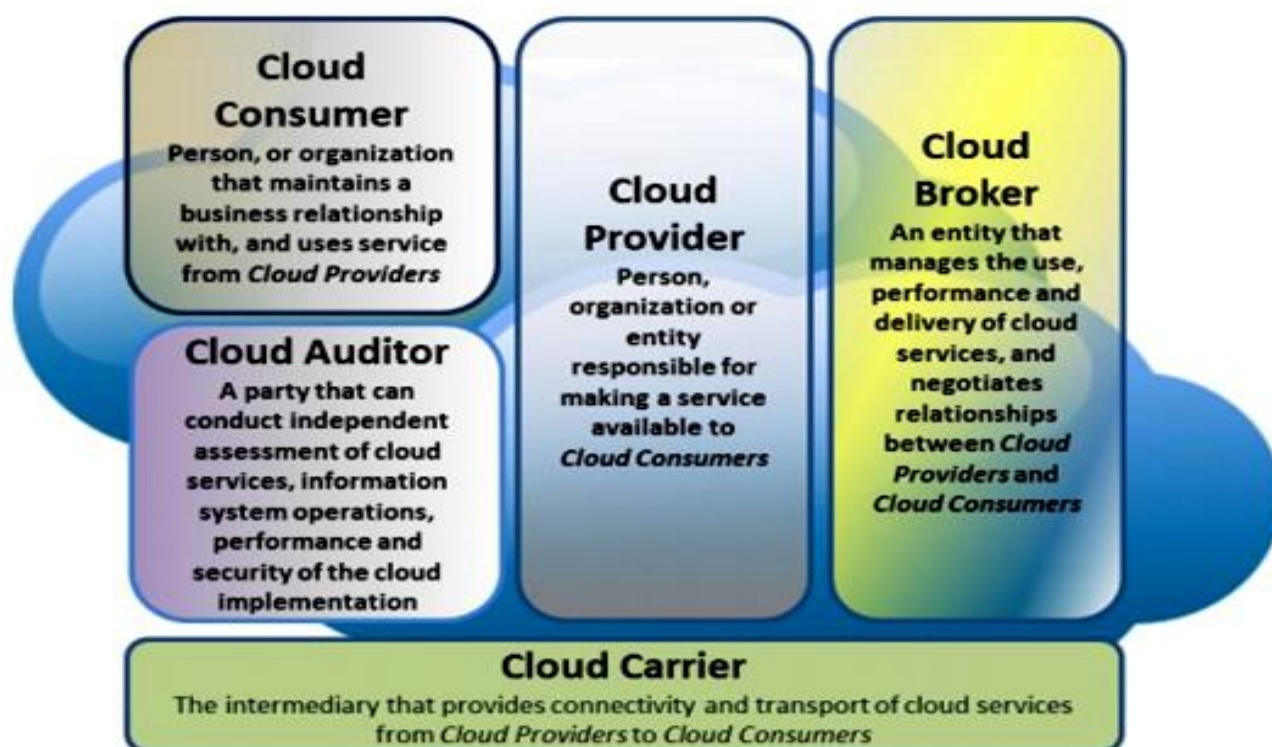 Cloud
Consumer
Person, or organization
that maintains a
business relationship
with, and uses service
from Cloud Providers
Cloud Auditor
A party that can
conduct independent
assessment of cloud
services, information
system operations,
performance and
security of the cloud
implementation
Cloud
Provider
Person,
organization or
entity
responsible for
making a service
available to
Cloud Consumers
Cloud
Broker
An entity that
manages the use,
performance and
delivery of cloud
services, and
negotiates
relationships
between Cloud
Providers and
Cloud Consumers
Cloud Carrier
The intermediary that provides connectivity and transport of cloud services
from Cloud Providers to Cloud Consumers